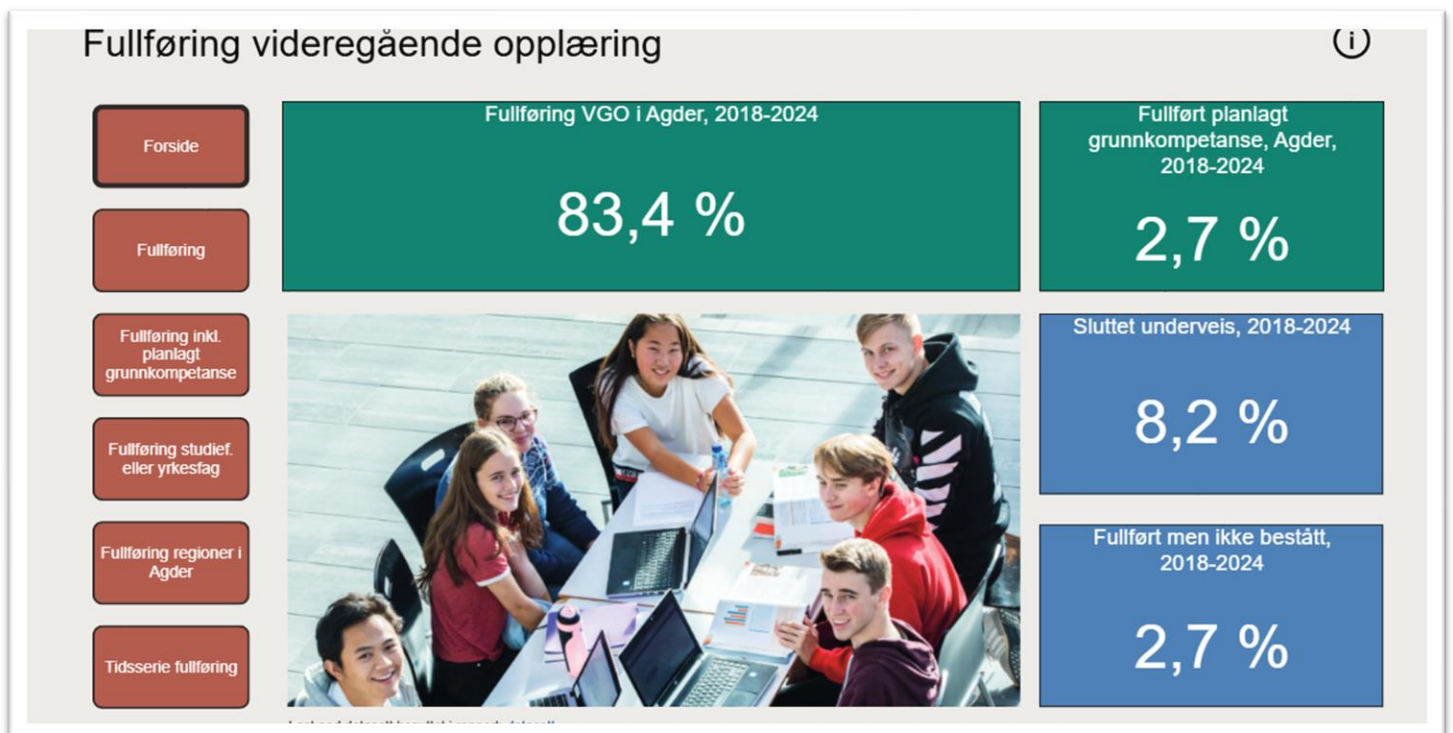 Fullføring videregående opplæring
i
Forside
Fullføring
Fullføring inkl.
planlagt
grunnkompetanse
Fullføring studief.
eller yrkesfag
Fullføring regioner i
Agder
Tidsserie fullføring
Fullføring VGO i Agder, 2018-2024
83,4 %
Fullført planlagt
grunnkompetanse, Agder,
2018-2024
2,7 %
Sluttet underveis, 2018-2024
8,2 %
Fullført men ikke bestått,
2018-2024
2,7 %